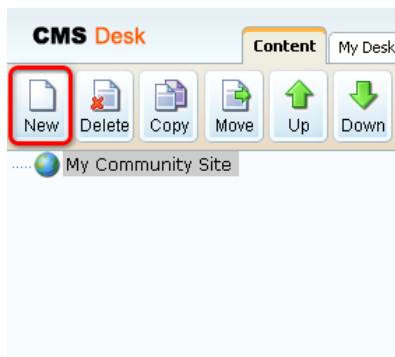 CMS Desk
Content My Desk
New Delete Copy Move Up Down
My Community Site